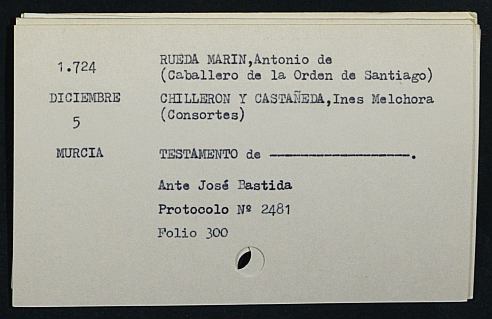 1.724 RUEDA MARIN,Antonio de
(Caballero de la Orden de Santiago)
DICIEMBRE CHILLERON Y CASTAÑEDA,Ines Melchora
5 (Consortes)
MURCIA TESTAMENTO de ------------------.
Ante José Bastida
Protocolo Nº 2481
Folio 300